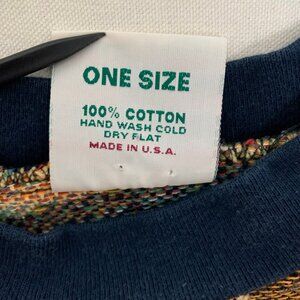 ONE SIZE
100% COTTON
HAND WASH COLD
DRY FLAT
MADE IN U.S.A.